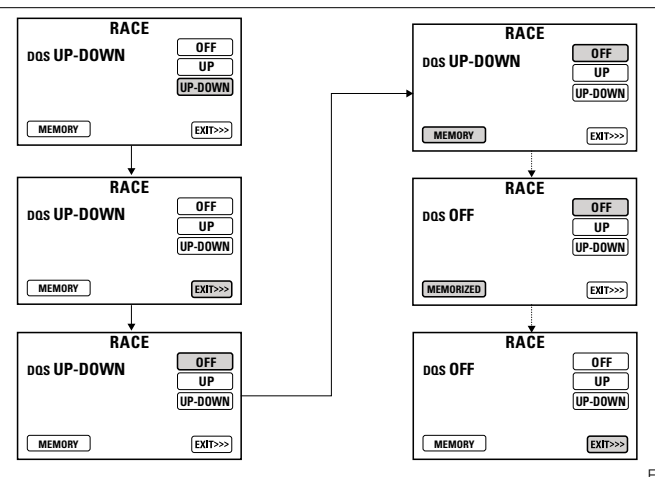 RACE
DQS UP-DOWN
OFF
UP
UP-DOWN
MEMORY
EXIT>>>
RACE
DQS UP-DOWN
OFF
UP
UP-DOWN
MEMORY
EXIT>>>
RACE
DQS UP-DOWN
OFF
UP
UP-DOWN
MEMORY
EXIT>>>
RACE
DQS UP-DOWN
OFF
UP
UP-DOWN
MEMORY
EXIT>>>
RACE
DQS OFF
OFF
UP
UP-DOWN
MEMORIZED
EXIT>>>
RACE
DQS OFF
OFF
UP
UP-DOWN
MEMORY
EXIT>>>